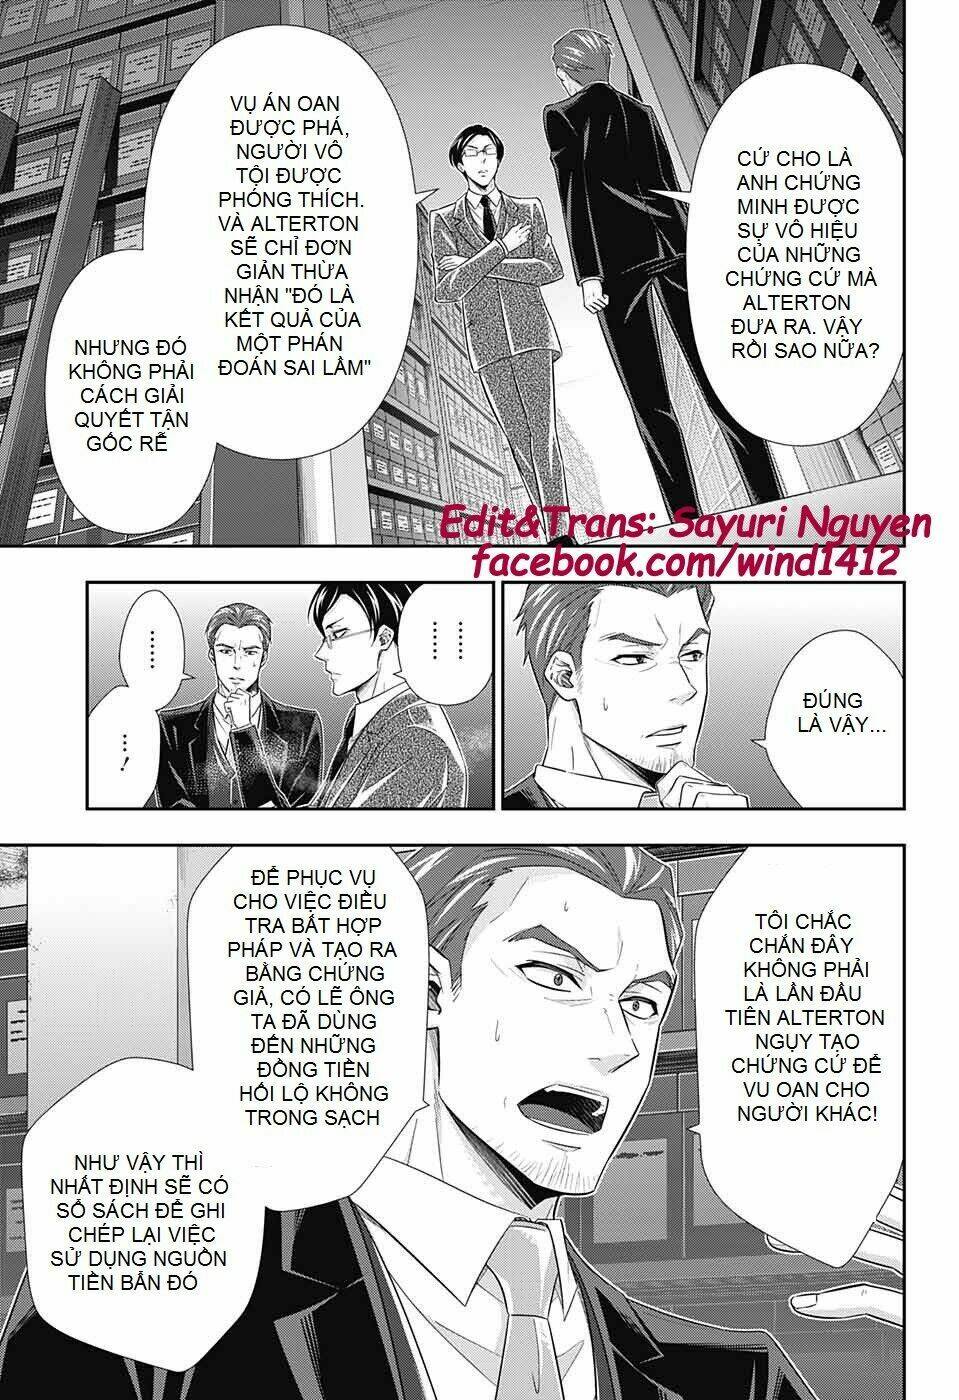 CỨ CHO LÀ
ANH CHỨNG
MINH ĐƯỢC
SỰ VÔ HIỆU
CỦA NHỮNG
CHỨNG CỨ MÀ
ALTERTON
ĐƯA RA. VẬY
RỒI SAO NỮA?
VỤ ÁN OAN
ĐƯỢC PHÁ,
NGƯỜI VÔ
TỘI ĐƯỢC
PHÓNG THÍCH.
VÀ ALTERTON
SẼ CHỈ ĐƠN
GIẢN THỪA
NHẬN "ĐÓ LÀ
KẾT QUẢ CỦA
MỘT PHÁN
ĐOÁN SAI LẦM"
NHƯNG ĐÓ
KHÔNG PHẢI
CÁCH GIẢI
QUYẾT TẬN
GỐC RỄ
Edit&Trans: Sayuri Nguyen
facebook.com/wind1412
ĐÚNG
LÀ VẬY...
......
......
...!
TÔI CHẮC
CHẮN ĐÂY
KHÔNG PHẢI
LÀ LẦN ĐẦU
TIÊN ALTERTON
NGỤY TẠO
CHỨNG CỨ ĐỂ
VU OAN CHO
NGƯỜI KHÁC!
ĐỂ PHỤC VỤ
CHO VIỆC ĐIỀU
TRA BẤT HỢP
PHÁP VÀ TẠO RA
BẰNG CHỨNG
GIẢ, CÓ LẼ ÔNG
TA ĐÃ DÙNG
ĐẾN NHỮNG
ĐỒNG TIỀN
HỐI LỘ KHÔNG
TRONG SẠCH
NHƯ VẬY THÌ
NHẤT ĐỊNH SẼ CÓ
SỔ SÁCH ĐỂ GHI
CHÉP LẠI VIỆC
SỬ DỤNG NGUỒN
TIỀN BẨN ĐÓ